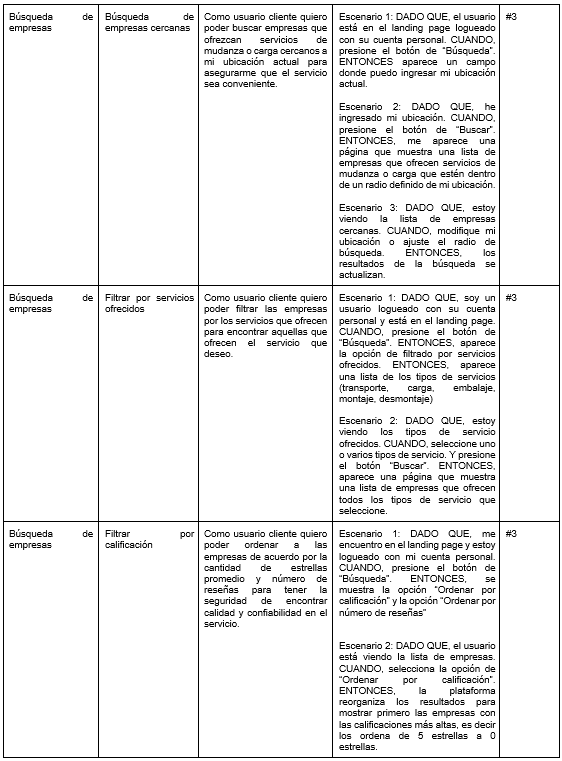 Búsqueda de
empresas
Búsqueda de
empresas cercanas
Como usuario cliente quiero
poder buscar empresas que
ofrezcan servicios de
mudanza o carga cercanos a
mi ubicación actual para
asegurarme que el servicio
sea conveniente.
Escenario 1: DADO QUE, el usuario
está en el landing page logueado
con su cuenta personal. CUANDO,
presione el botón de “Búsqueda”.
ENTONCES aparece un campo
donde puedo ingresar mi ubicación
actual.
Escenario 2: DADO QUE, he
ingresado mi ubicación. CUANDO,
presione el botón de “Buscar”.
ENTONCES, me aparece una
página que muestra una lista de
empresas que ofrecen servicios de
mudanza o carga que estén dentro
de un radio definido de mi ubicación.
Escenario 3: DADO QUE, estoy
viendo la lista de empresas
cercanas. CUANDO, modifique mi
ubicación o ajuste el radio de
búsqueda. ENTONCES, los
resultados de la búsqueda se
actualizan.
#3
Búsqueda de
empresas
Filtrar por servicios
ofrecidos
Como usuario cliente quiero
poder filtrar las empresas
por los servicios que ofrecen
para encontrar aquellas que
ofrecen el servicio que
deseo.
Escenario 1: DADO QUE, soy un
usuario logueado con su cuenta
personal y está en el landing page.
CUANDO, presione el botón de
“Búsqueda”. ENTONCES, aparece
la opción de filtrado por servicios
ofrecidos. ENTONCES, aparece
una lista de los tipos de servicios
(transporte, carga, embalaje,
montaje, desmontaje)
Escenario 2: DADO QUE, estoy
viendo los tipos de servicio
ofrecidos. CUANDO, seleccione uno
o varios tipos de servicio. Y presione
el botón “Buscar”. ENTONCES,
aparece una página que muestra
una lista de empresas que ofrecen
todos los tipos de servicio que
seleccione.
#3
Búsqueda de
empresas
Filtrar por
calificación
Como usuario cliente quiero
poder ordenar a las
empresas de acuerdo por la
cantidad de estrellas
promedio y número de
reseñas para tener la
seguridad de encontrar
calidad y confiabilidad en el
servicio.
Escenario 1: DADO QUE, me
encuentro en el landing page y estoy
logueado con mi cuenta personal.
CUANDO, presione el botón de
“Búsqueda”. ENTONCES, se
muestra la opción “Ordenar por
calificación” y la opción “Ordenar por
número de reseñas”
Escenario 2: DADO QUE, el usuario
está viendo la lista de empresas.
CUANDO, selecciona la opción de
“Ordenar por calificación”.
ENTONCES, la plataforma
reorganiza los resultados para
mostrar primero las empresas con
las calificaciones más altas, es decir
los ordena de 5 estrellas a 0
estrellas.
#3